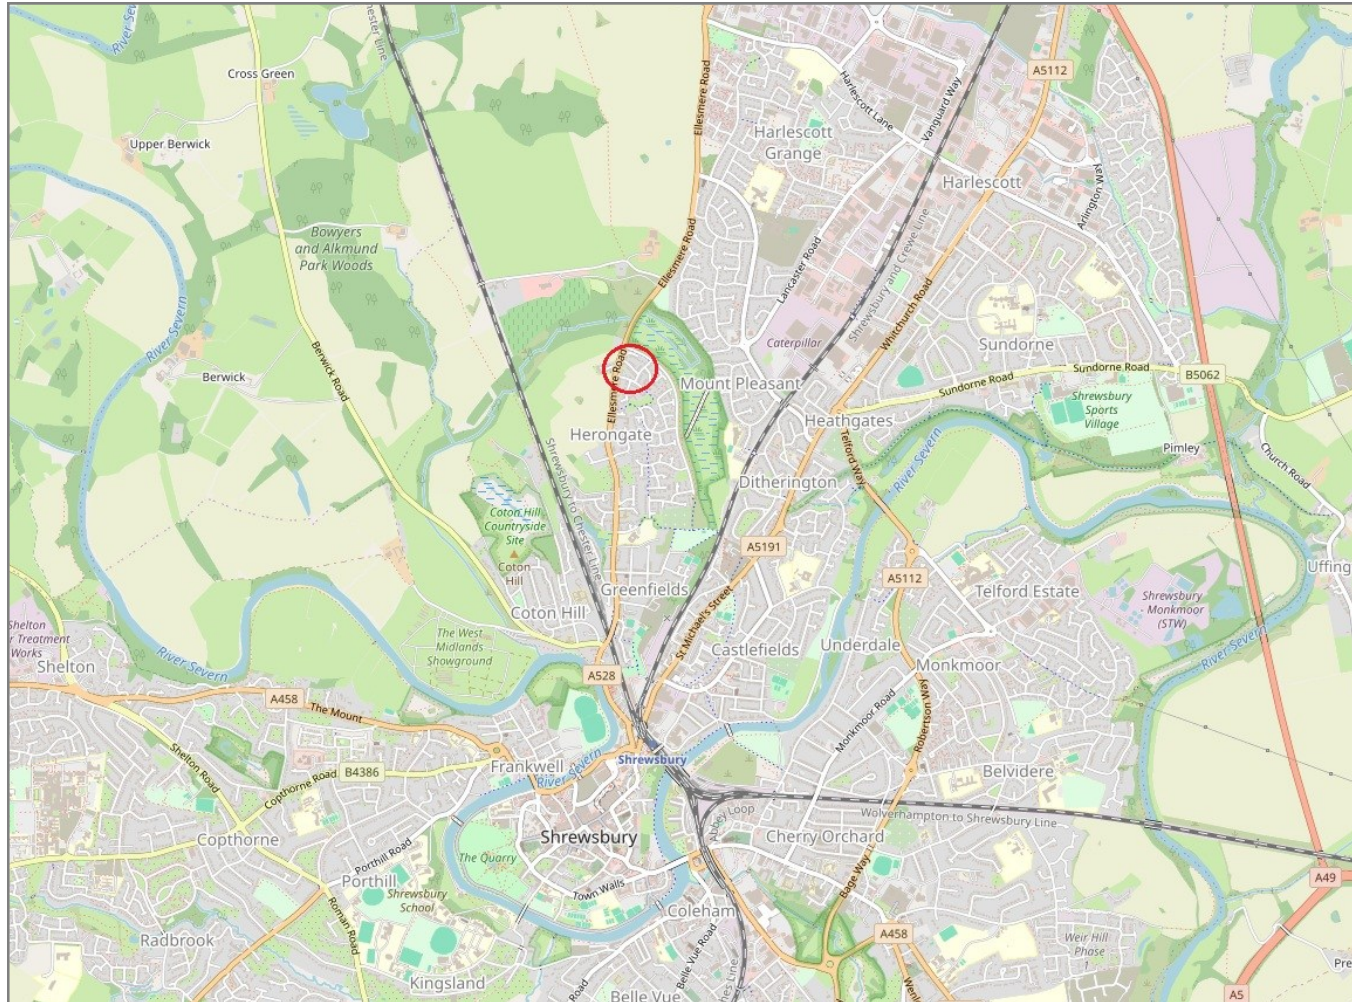 River Severn
hester Line
Cross Green
Ellesmere Road
Harlescott Lane
Vanguard Way
A5112
Harlescott
Grange
Upper Berwick
Harlescott
Arlington Way
Bowyers
and Alkmund
Park Woods
Ellesmere Road
Lancaster Road
Shrewsbury and Crewe Line
River Severn
Whitchurch Road
Berwick Road
Caterpillar
Sundorne
Berwick
Ellesmere Road
Mount Pleasant
Sundorne Road
Sundorne Road
B5062
Shrewsbury
Sports
Village
Herongate
Heathgates
Telford Way
River Severn
Pimley
Church Road
Ditherington
Shrewsbury to Chester Line
Coton Hill
Countryside
Site
Coton
Hill
A5191
A5112
Uffing
Greenfields
Coton Hill
St Michael's Street
Telford Estate
Shrewsbury
- Monkmoor
(STW)
Shelton
r Treatment
Works
Shelton
The West
Midlands
Showground
River Severn
Castlefields
Underdale
Monkmoor
River Severn
A528
A458
The Mount
Monkmoor Road
Robertson Way
Shelton Road
Frankwell
River Severn
Shrewsbury
B4386
Copthorne Road
Belvidere
Copthorne
Shrewsbury
Abbey Loop
Wolverhampton to Shrewsbury Line
Cherry Orchard
Porthill Road
The Quarry
Porthill
Town Walls
Bage Way
A49
Shrewsbury
School
Roman Road
Coleham
Radbrook
Belle Vue Road
A458
Weir Hill
Phase
1
Kingsland
Road
Belle Vue
hes Line
Wenl
Pre
A5